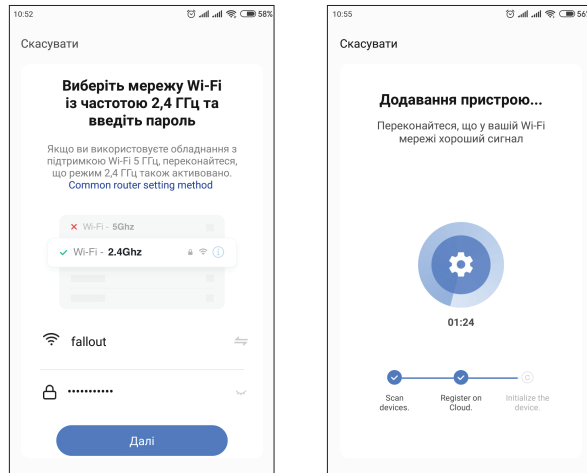 10:52
58%
Скасувати
Виберіть мережу Wi-Fi
із частотою 2,4 ГГц та
введіть пароль
Якщо ви використовуєте обладнання з
підтримкою Wi-Fi 5 ГГц, переконайтеся,
що режим 2,4 ГГц також активовано.
Common router setting method
Wi-Fi - 5Ghz
Wi-Fi - 2.4Ghz
fallout
•••••••••••
Далі
10:55
56%
Скасувати
Додавання пристрою...
Переконайтеся, що у вашій Wi-Fi
мережі хороший сигнал
01:24
Scan
devices.
Register on
Cloud.
Initialize the
device.